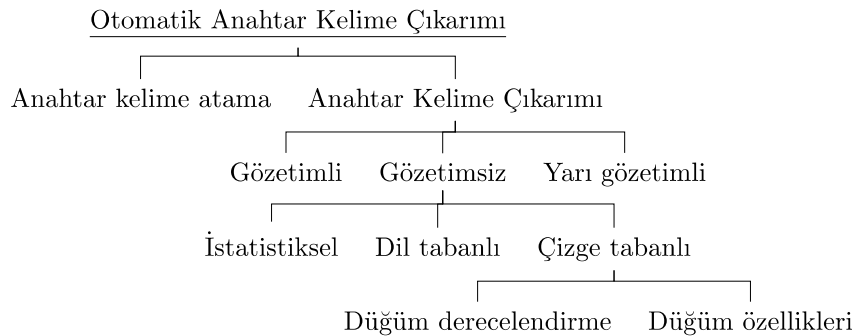 Otomatik Anahtar Kelime Çıkarımı
Anahtar kelime atama Anahtar Kelime Çıkarımı
Gözetimli Gözetimsiz Yarı gözetimli
İstatistiksel Dil tabanlı Çizge tabanlı
Düğüm derecelendirme Düğüm özellikleri